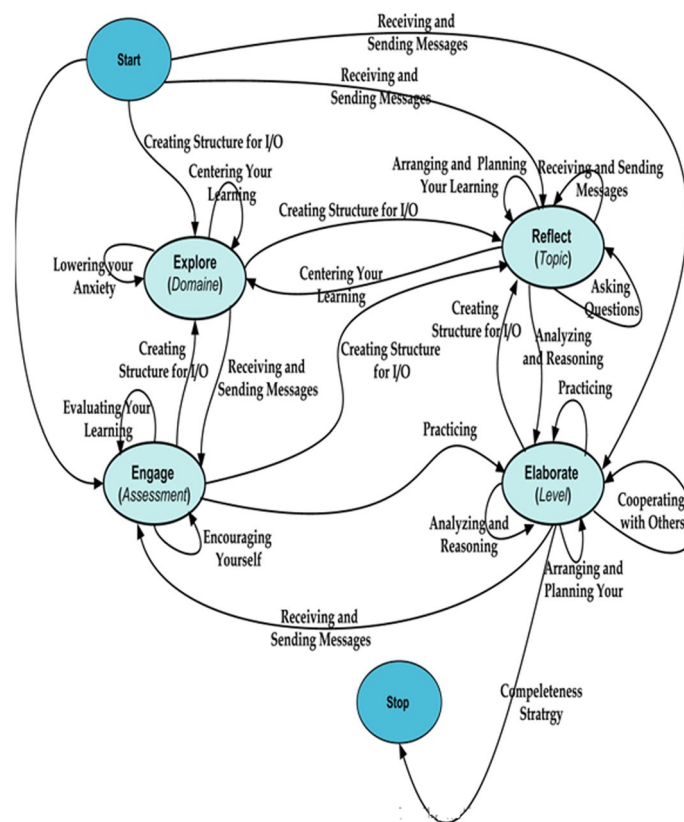 Receiving and
Sending Messages
Start
Receiving and
Sending Messages
Creating Structure for I/O
Centering Your
Learning
Arranging and Planning
Your Learning
Receiving and Sending
Messages
Creating Structure for I/O
Reflect
(Topic)
Explore
(Domaine)
Lowering your
Anxiety
Centering Your
Learning
Asking
Questions
Creating
Structure for I/O
Analyzing
and Reasoning
Creating
Structure for I/O
Receiving and
Sending Messages
Creating Structure
for I/O
Practicing
Evaluating Your
Learning
Practicing
Engage
(Assessment)
Elaborate
(Level)
Cooperating
with Others
Encouraging
Yourself
Analyzing and
Reasoning
Arranging and
Planning Your
Receiving and
Sending Messages
Stop
Compeleteness
Stratrgy